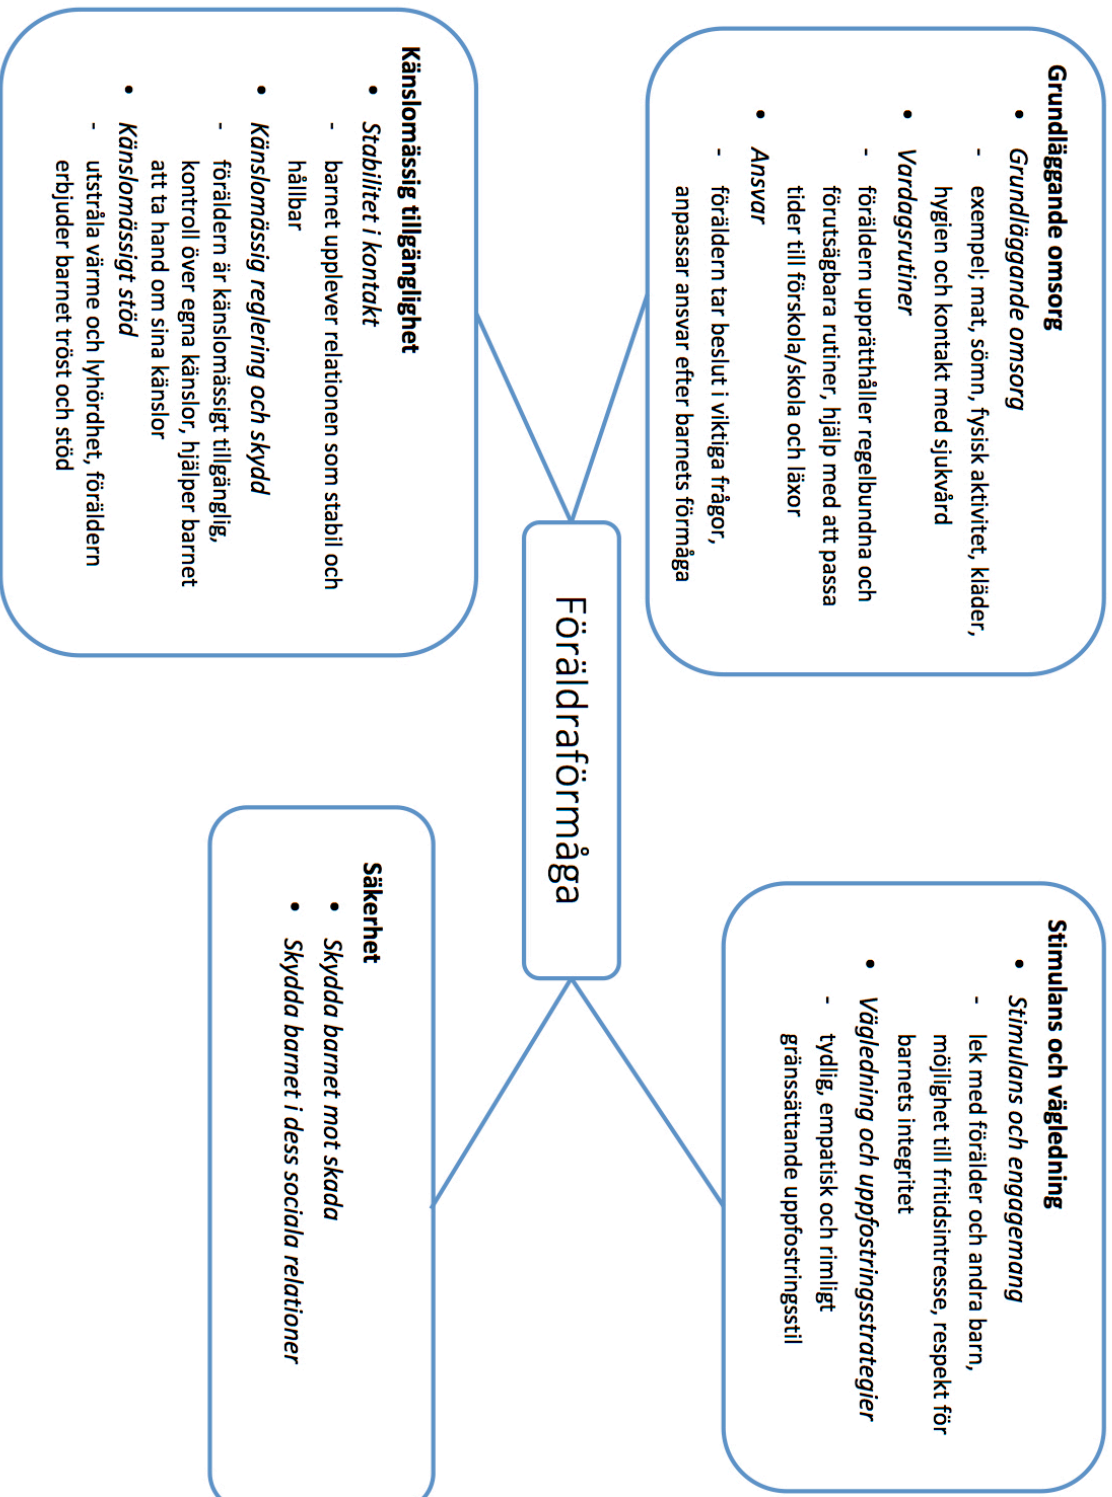 Grundläggande omsorg
• Grundläggande omsorg
- exempel; mat, sömn, fysisk aktivitet, kläder,
hygien och kontakt med sjukvård
• Vardagsrutiner
- föräldern upprätthåller regelbundna och
förutsägbara rutiner, hjälp med att passa
tider till förskola/skola och läxor
• Ansvar
- föräldern tar beslut i viktiga frågor,
anpassar ansvar efter barnets förmåga
Stimulans och vägledning
• Stimulans och engagemang
- lek med förälder och andra barn,
möjlighet till fritidsintresse, respekt för
barnets integritet
• Vägledning och uppfostringsstrategier
- tydlig, empatisk och rimligt
gränssättande uppfostringsstil
Föräldraförmåga
Känslomässig tillgänglighet
• Stabilitet i kontakt
- barnet upplever relationen som stabil och
hållbar
• Känslomässig reglering och skydd
- föräldern är känslomässigt tillgänglig,
kontroll över egna känslor, hjälper barnet
att ta hand om sina känslor
• Känslomässigt stöd
- utstråla värme och lyhördhet, föräldern
erbjuder barnet tröst och stöd
Säkerhet
• Skydda barnet mot skada
• Skydda barnet i dess sociala relationer